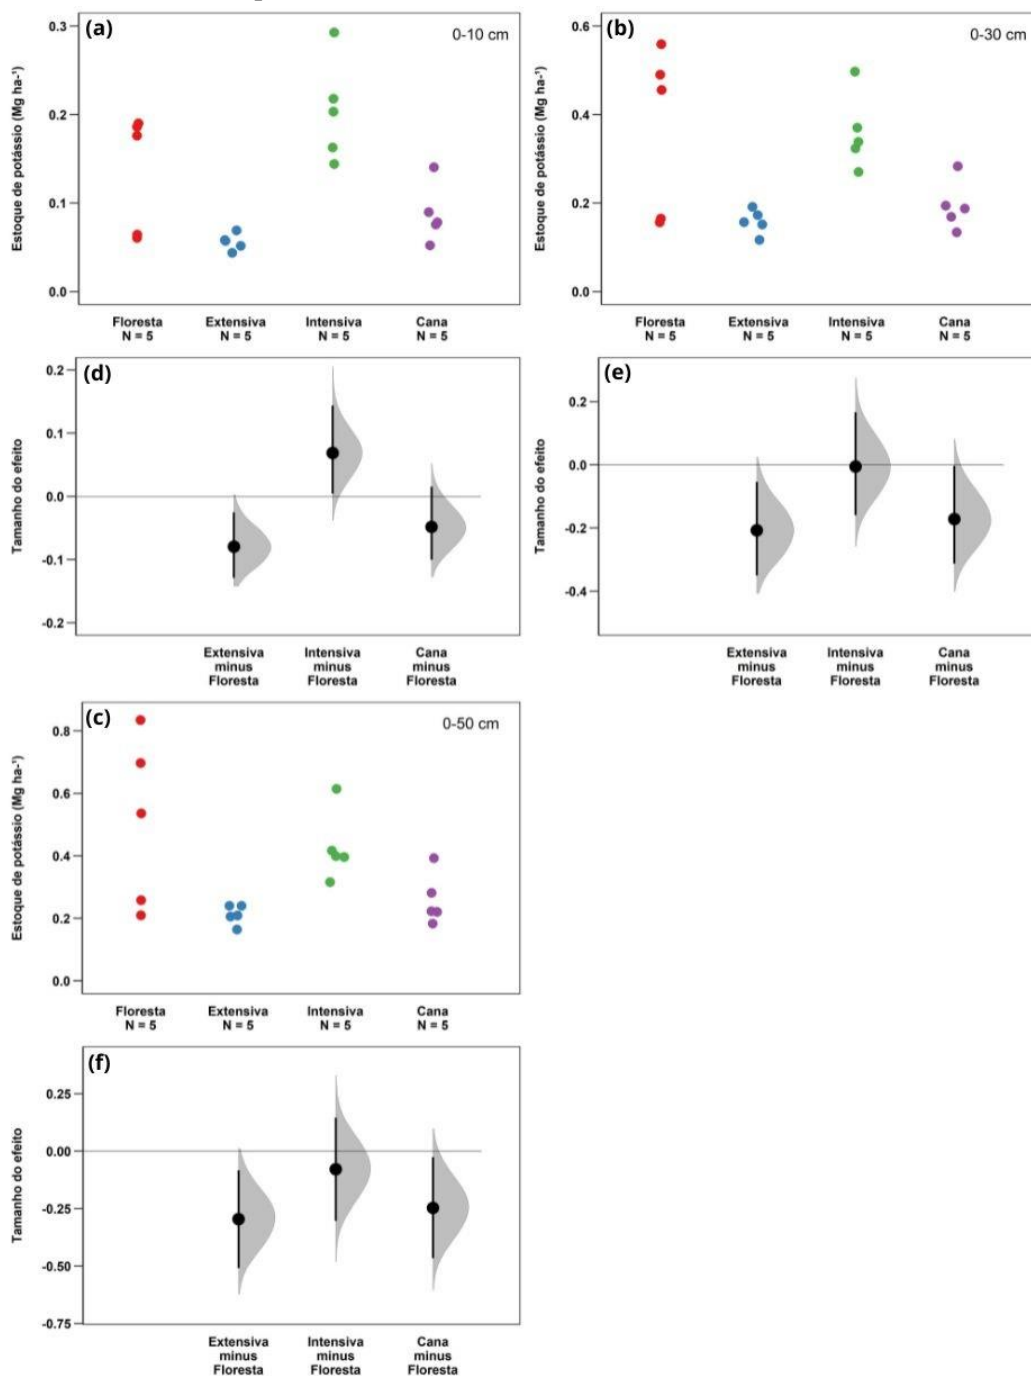 (a)
0-10 cm
Estoque de potássio (Mg ha-¹)
0.3
0.2
0.1
0.0
Floresta
N = 5
Extensiva
N = 5
Intensiva
N = 5
Cana
N = 5
(b)
0-30 cm
Estoque de potássio (Mg ha-¹)
0.6
0.4
0.2
0.0
Floresta
N = 5
Extensiva
N = 5
Intensiva
N = 5
Cana
N = 5
(d)
Tamanho do efeito
0.2
0.1
0.0
-0.1
-0.2
Extensiva
minus
Floresta
Intensiva
minus
Floresta
Cana
minus
Floresta
(e)
Tamanho do efeito
0.2
0.0
-0.2
-0.4
Extensiva
minus
Floresta
Intensiva
minus
Floresta
Cana
minus
Floresta
(c)
0-50 cm
Estoque de potássio (Mg ha-¹)
0.8
0.6
0.4
0.2
0.0
Floresta
N = 5
Extensiva
N = 5
Intensiva
N = 5
Cana
N = 5
(f)
Tamanho do efeito
0.25
0.00
-0.25
-0.50
-0.75
Extensiva
minus
Floresta
Intensiva
minus
Floresta
Cana
minus
Floresta